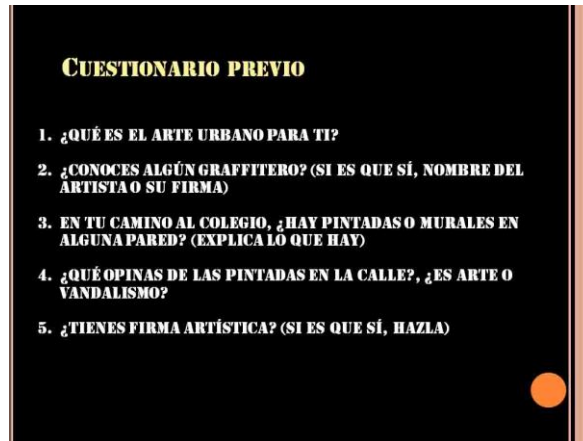 CUESTIONARIO PREVIO
1. ¿QUÉ ES EL ARTE URBANO PARA TI?
2. ¿CONOCES ALGÚN GRAFFITERO? (SI ES QUE SÍ, NOMBRE DEL
ARTISTA O SU FIRMA)
3. EN TU CAMINO AL COLEGIO, ¿HAY PINTADAS O MURALES EN
ALGUNA PARED? (EXPLICA LO QUE HAY)
4. ¿QUÉ OPINAS DE LAS PINTADAS EN LA CALLE?, ¿ES ARTE O
VANDALISMO?
5. ¿TIENES FIRMA ARTÍSTICA? (SI ES QUE SÍ, HAZLA)